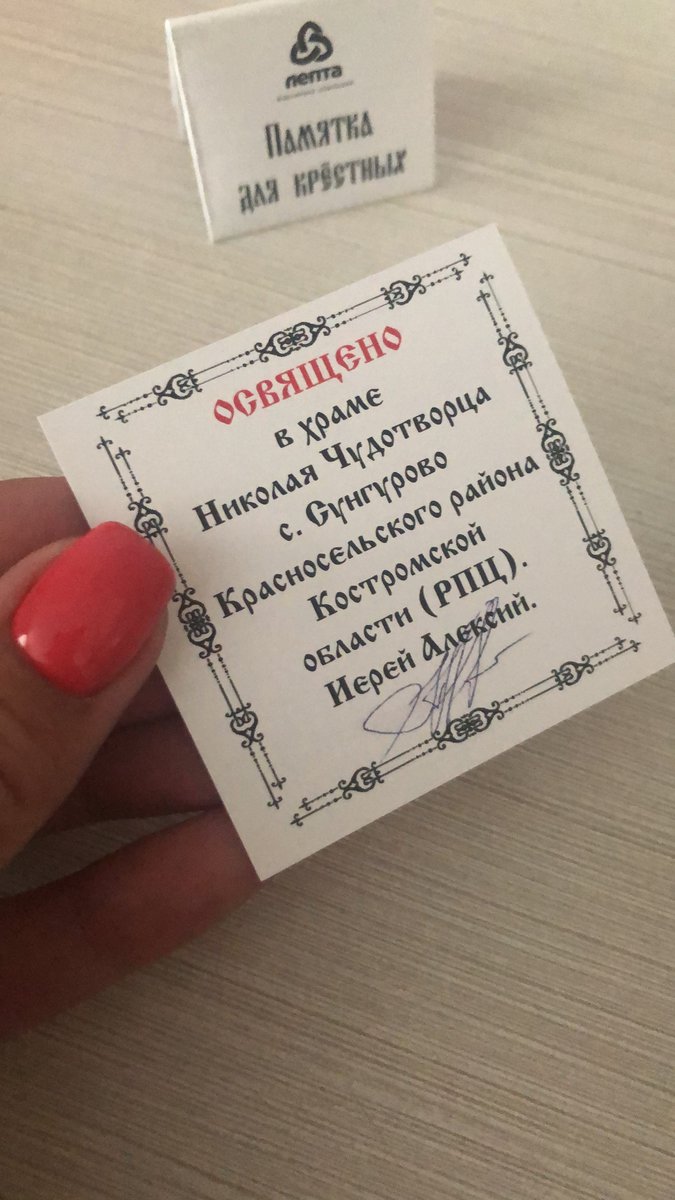 лепта
Памятка
для крёстных
ОСВЯЩЕНО
в храме
Николая Чудотворца
с. Сунгурово
Красносельского района
Костромской
области (РПЦ).
Иерей Алексий.